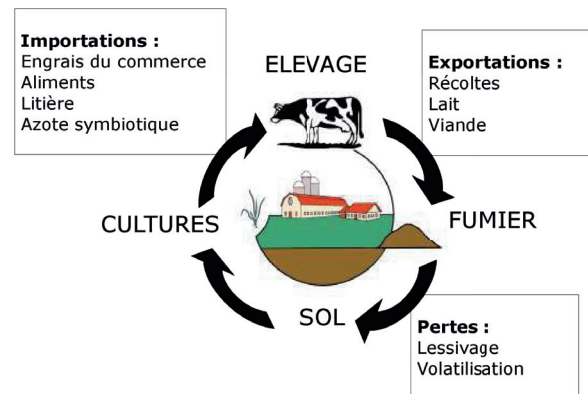 Importations :
Engrais du commerce
Aliments
Litière
Azote symbiotique
ELEVAGE
Exportations :
Récoltes
Lait
Viande
CULTURES
FUMIER
SOL
Pertes :
Lessivage
Volatilisation